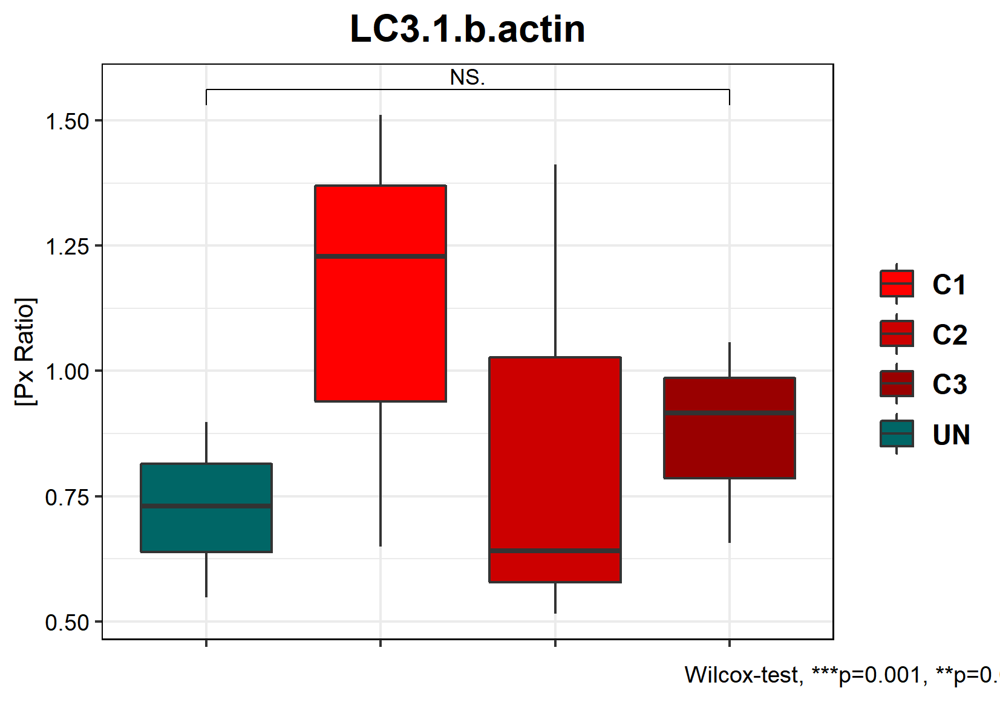 LC3.1.b.actin
NS.
1.50
1.25
1.00
0.75
0.50
[Px Ratio]
C1
C2
C3
UN
Wilcox-test, ***p=0.001, **p=0.